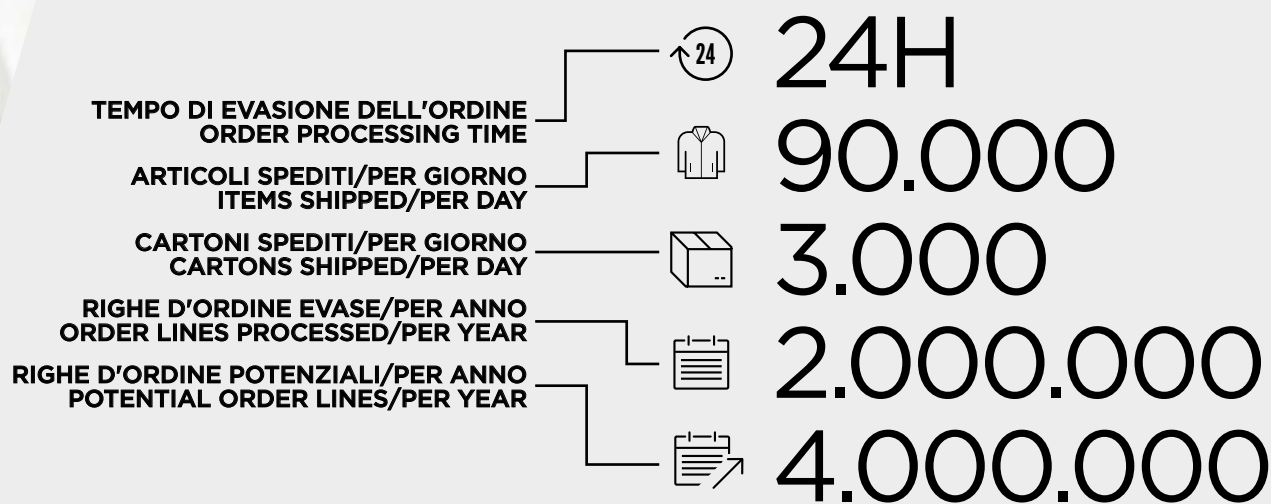 24
24H
TEMPO DI EVASIONE DELL'ORDINE
ORDER PROCESSING TIME
90.000
ARTICOLI SPEDITI/PER GIORNO
ITEMS SHIPPED/PER DAY
3.000
CARTONI SPEDITI/PER GIORNO
CARTONS SHIPPED/PER DAY
2.000.000
RIGHE D'ORDINE EVASE/PER ANNO
ORDER LINES PROCESSED/PER YEAR
4.000.000
RIGHE D'ORDINE POTENZIALI/PER ANNO
POTENTIAL ORDER LINES/PER YEAR